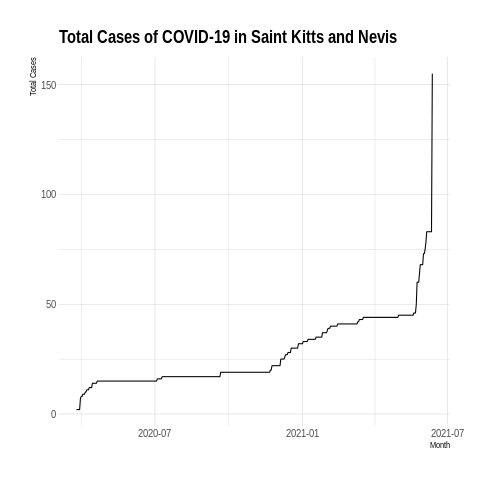 Total Cases of COVID-19 in Saint Kitts and Nevis
Total Cases
150
100
50
0
2020-07 2021-01 2021-07
Month